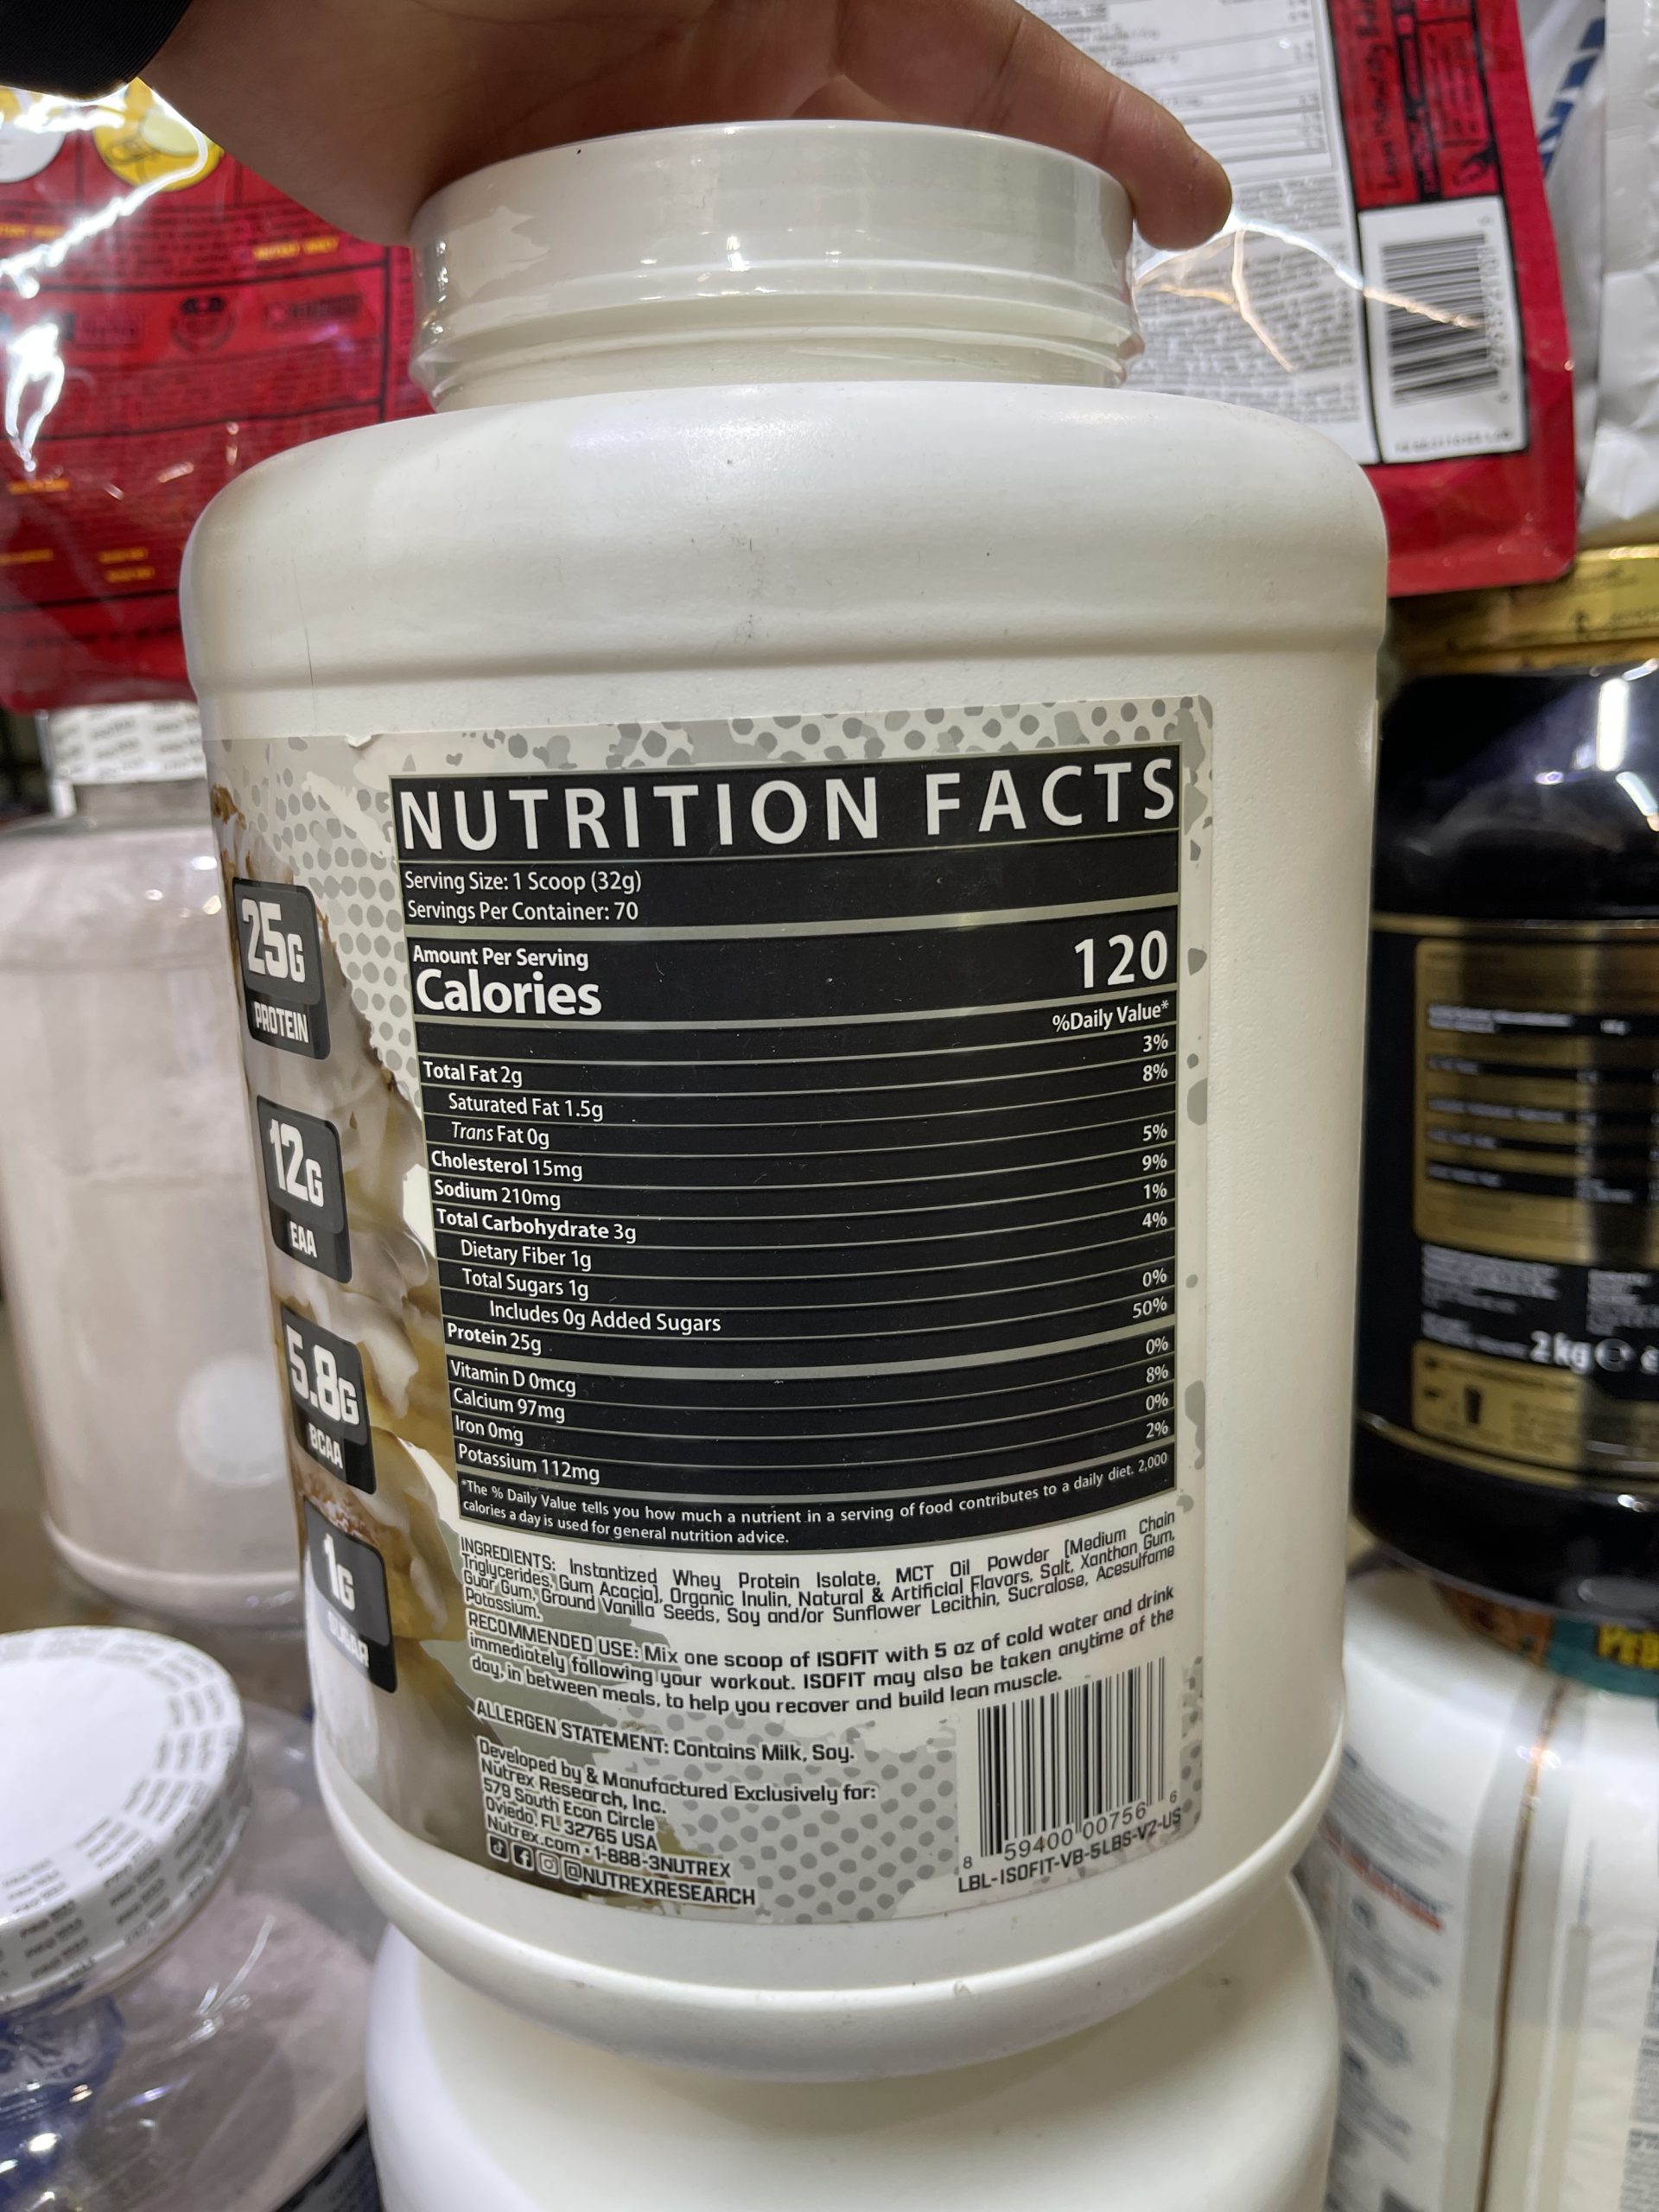 NUTRITION FACTS
Serving Size: 1 Scoop (32g)
Servings Per Container: 70
Amount Per Serving
Calories 120
%Daily Value*
Total Fat 2g 3%
Saturated Fat 1.5g 8%
Trans Fat 0g
Cholesterol 15mg 5%
Sodium 210mg 9%
Total Carbohydrate 3g 1%
Dietary Fiber 1g 4%
Total Sugars 1g
Includes 0g Added Sugars 0%
Protein 25g 50%
Vitamin D 0mcg 0%
Calcium 97mg 8%
Iron 0mg 0%
Potassium 112mg 2%
*The % Daily Value tells you how much a nutrient in a serving of food contributes to a daily diet. 2,000
calories a day is used for general nutrition advice.
INGREDIENTS: Instantized Whey Protein Isolate, MCT Oil Powder (Medium Chain
Triglycerides, Gum Acacia), Organic Inulin, Natural & Artificial Flavors, Salt, Xanthan Gum,
Guar Gum, Ground Vanilla Seeds, Soy and/or Sunflower Lecithin, Sucralose, Acesulfame
Potassium.
RECOMMENDED USE: Mix one scoop of ISOFIT with 5 oz of cold water and drink
immediately following your workout. ISOFIT may also be taken anytime of the
day, in between meals, to help you recover and build lean muscle.
ALLERGEN STATEMENT: Contains Milk, Soy.
Developed by & Manufactured Exclusively for:
Nutrex Research, Inc.
579 South Econ Circle
Oviedo, FL 32765 USA
Nutrex.com • 1-888-3NUTREX
@NUTREXRESEARCH
8 59400 00756 6
LBL-ISOFIT-VB-5LBS-V2-US
25G
PROTEIN
12G
EAA
5.8G
BCAA
1G
SUGAR
2 kg